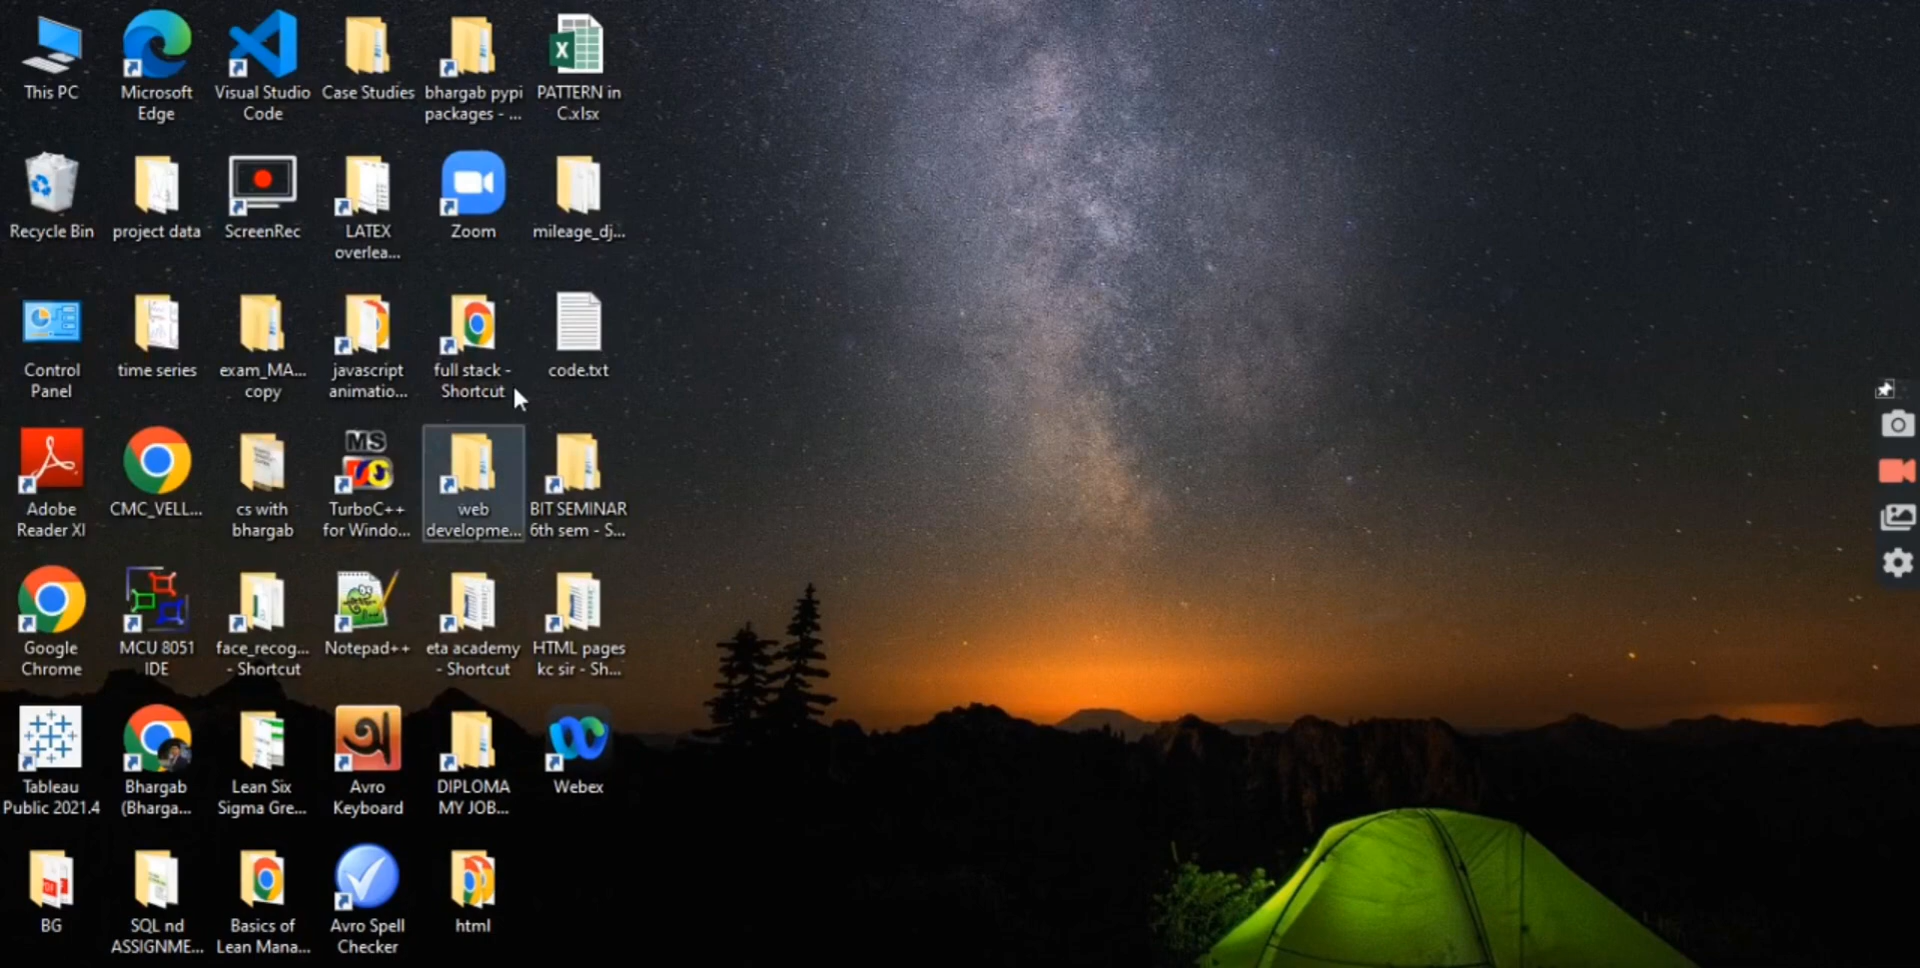 This PC
Microsoft
Edge
Visual Studio
Code
Case Studies
bhargab pypi
packages - ...
PATTERN in
C.xlsx
Recycle Bin
project data
ScreenRec
LATEX
overlea...
Zoom
mileage_dj...
Control
Panel
time series
exam_MA...
copy
javascript
animatio...
full stack -
Shortcut
code.txt
Adobe
Reader XI
CMC_VELL...
cs with
bhargab
MS
TurboC++
for Windo...
web
developme...
BIT SEMINAR
6th sem - S...
Google
Chrome
MCU 8051
IDE
face_recog...
- Shortcut
Notepad++
eta academy
- Shortcut
HTML pages
kc sir - Sh...
Tableau
Public 2021.4
Bhargab
(Bharga...
Lean Six
Sigma Gre...
অ
Avro
Keyboard
DIPLOMA
MY JOB...
Webex
BG
SQL nd
ASSIGNME...
Basics of
Lean Mana...
Avro Spell
Checker
html